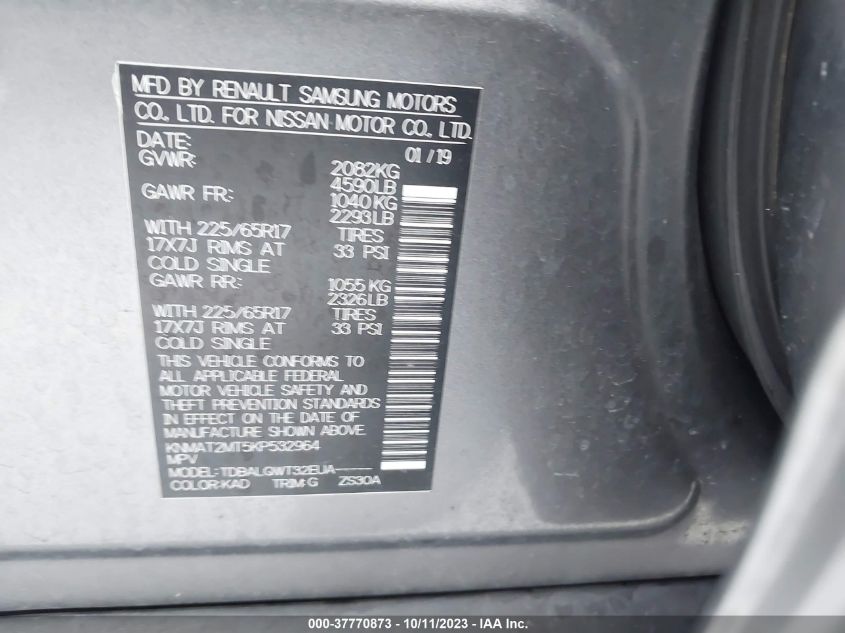 MFD BY RENAULT SAMSUNG MOTORS
CO., LTD. FOR NISSAN MOTOR CO., LTD.
DATE: 01/19
GVWR: 2082KG
4590LB
GAWR FR: 1040KG
2293LB
WITH 225/65R17 TIRES
17X7J RIMS AT 33 PSI
COLD SINGLE
GAWR RR: 1055KG
2326LB
WITH 225/65R17 TIRES
17X7J RIMS AT 33 PSI
COLD SINGLE
THIS VEHICLE CONFORMS TO
ALL APPLICABLE FEDERAL
MOTOR VEHICLE SAFETY AND
THEFT PREVENTION STANDARDS
IN EFFECT ON THE DATE OF
MANUFACTURE SHOWN ABOVE.
KNMAT2MT5KP532964
MPV
MODEL:TDBALGWT32EUA-----
COLOR:KAD TRIM:G ZS30A
000-37770873 - 10/11/2023 - IAA Inc.